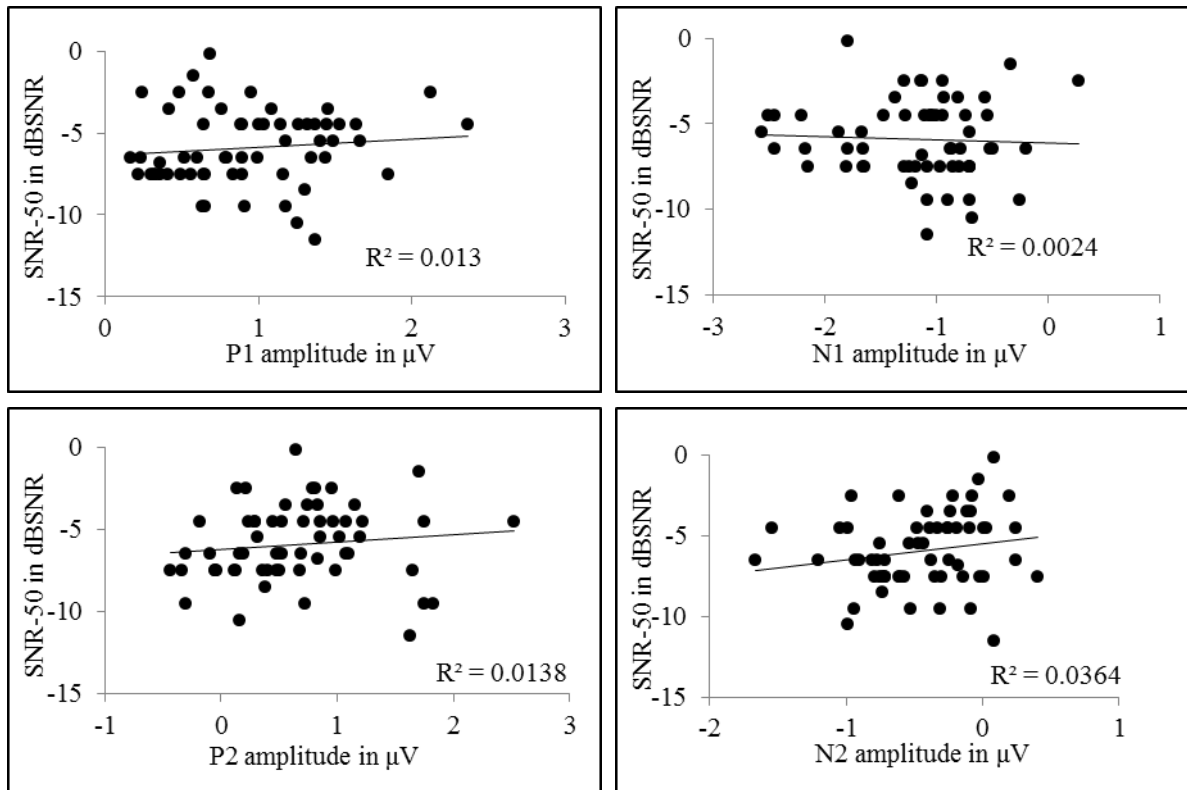 0
-5
-10
-15
SNR-50 in dBSNR
R² = 0.013
0 1 2 3
P1 amplitude in µV
0
-5
-10
-15
SNR-50 in dBSNR
R² = 0.0024
-3 -2 -1 0 1
N1 amplitude in µV
0
-5
-10
-15
SNR-50 in dBSNR
R² = 0.0138
-1 0 1 2 3
P2 amplitude in µV
0
-5
-10
-15
SNR-50 in dBSNR
R² = 0.0364
-2 -1 0 1
N2 amplitude in µV